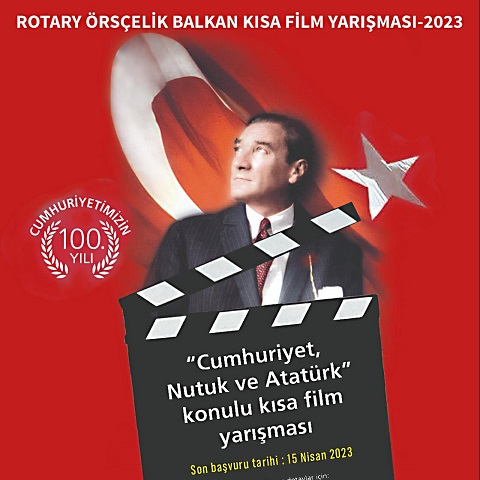 ROTARY ÖRSÇELİK BALKAN KISA FİLM YARIŞMASI-2023
CUMHURİYETİMİZİN
100.
YILI
“Cumhuriyet,
Nutuk ve Atatürk”
konulu kısa film
yarışması
Son başvuru tarihi : 15 Nisan 2023
için: